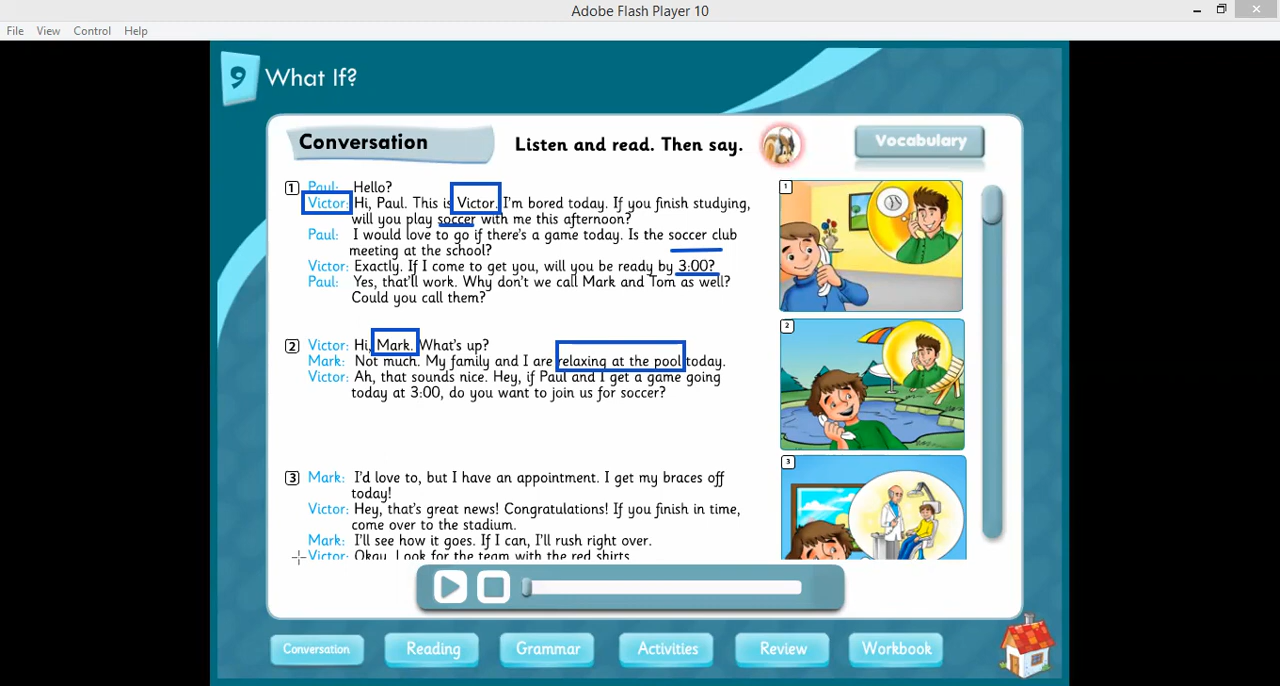 Adobe Flash Player 10
File View Control Help
9 What If?
Conversation Listen and read. Then say. Vocabulary
1 Paul: Hello?
Victor: Hi, Paul. This is Victor. I'm bored today. If you finish studying,
will you play soccer with me this afternoon?
Paul: I would love to go if there's a game today. Is the soccer club
meeting at the school?
Victor: Exactly. If I come to get you, will you be ready by 3:00?
Paul: Yes, that'll work. Why don't we call Mark and Tom as well?
Could you call them?
2 Victor: Hi, Mark. What's up?
Mark: Not much. My family and I are relaxing at the pool today.
Victor: Ah, that sounds nice. Hey, if Paul and I get a game going
today at 3:00, do you want to join us for soccer?
3 Mark: I'd love to, but I have an appointment. I get my braces off
today!
Victor: Hey, that's great news! Congratulations! If you finish in time,
come over to the stadium.
Mark: I'll see how it goes. If I can, I'll rush right over.
Victor: Okay. Look for the team with the red shirts.
1
2
3
Conversation Reading Grammar Activities Review Workbook